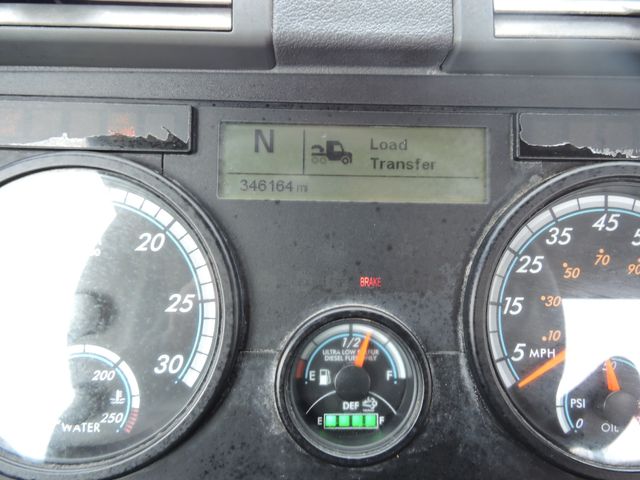 N
Load
Transfer
346164 m
BRAKE
20
25
30
200
250
WATER
1/2
ULTRA LOW SULFUR
DIESEL FUEL ONLY
E F
DEF
E F
5 15 25 35 45
10 30 50 70 90
MPH
50
PSI
0
OIL